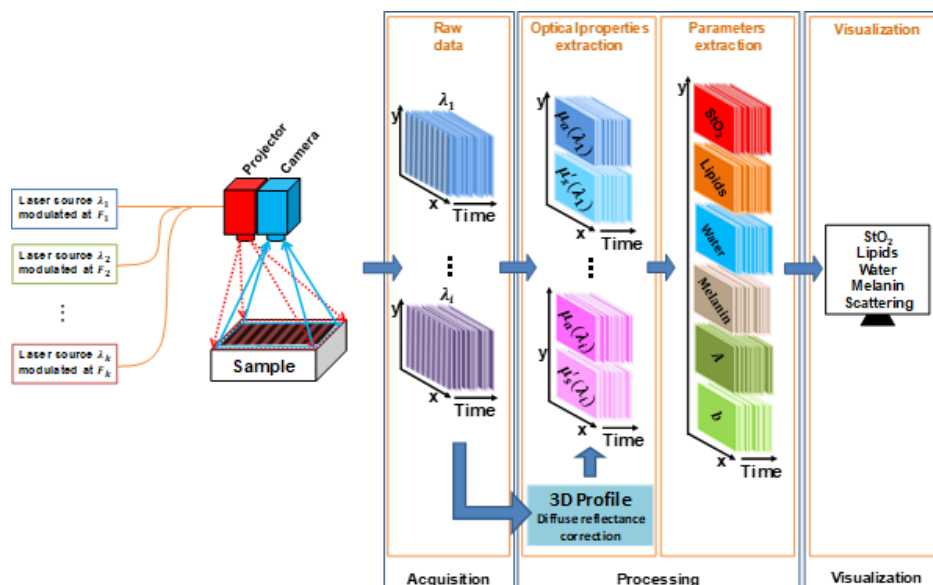 Raw
data
Optical properties
extraction
Parameters
extraction
Visualization
Projector
Camera
Laser source λ₁
modulated at F₁
Laser source λ₂
modulated at F₂
⋮
Laser source λₖ
modulated at Fₖ
Sample
y
λ₁
x
Time
...
y
λᵢ
x
Time
y
μₐ(λ₁)
μ′ₛ(λ₁)
x
Time
...
y
μₐ(λᵢ)
μ′ₛ(λᵢ)
x
Time
3D Profile
Diffuse reflectance
correction
y
StO₂
Lipids
Water
Melanin
A
b
x
Time
StO₂
Lipids
Water
Melanin
Scattering
Acquisition
Processing
Visualization